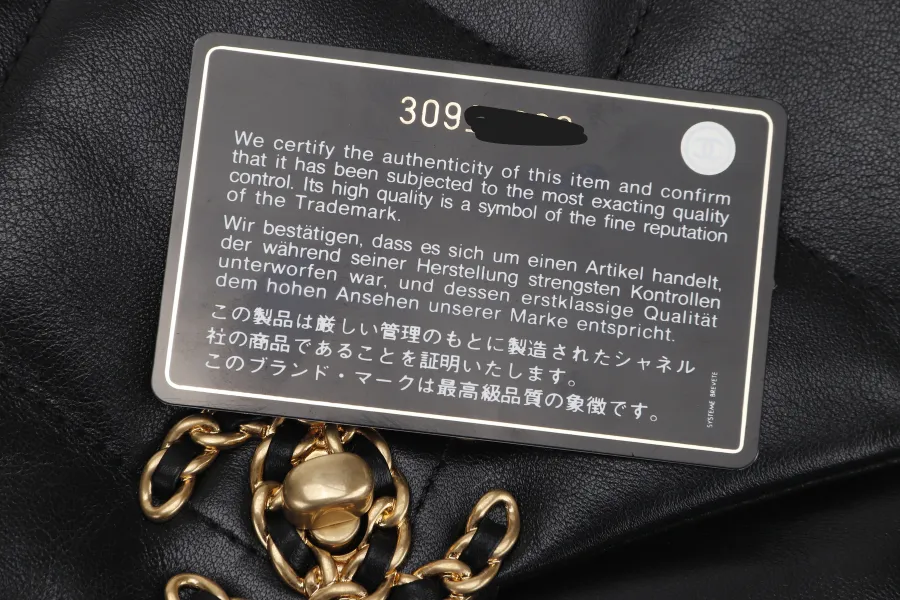 309
We certify the authenticity of this item and confirm
that it has been subjected to the most exacting quality
control. Its high quality is a symbol of the fine reputation
of the Trademark.
Wir bestätigen, dass es sich um einen Artikel handelt,
der während seiner Herstellung strengsten Kontrollen
unterworfen war, und dessen erstklassige Qualität
dem hohen Ansehen unserer Marke entspricht.
この製品は厳しい管理のもとに製造されたシャネル
社の商品であることを証明いたします。
このブランド・マークは最高級品質の象徴です。
SYSTEME BREVETE